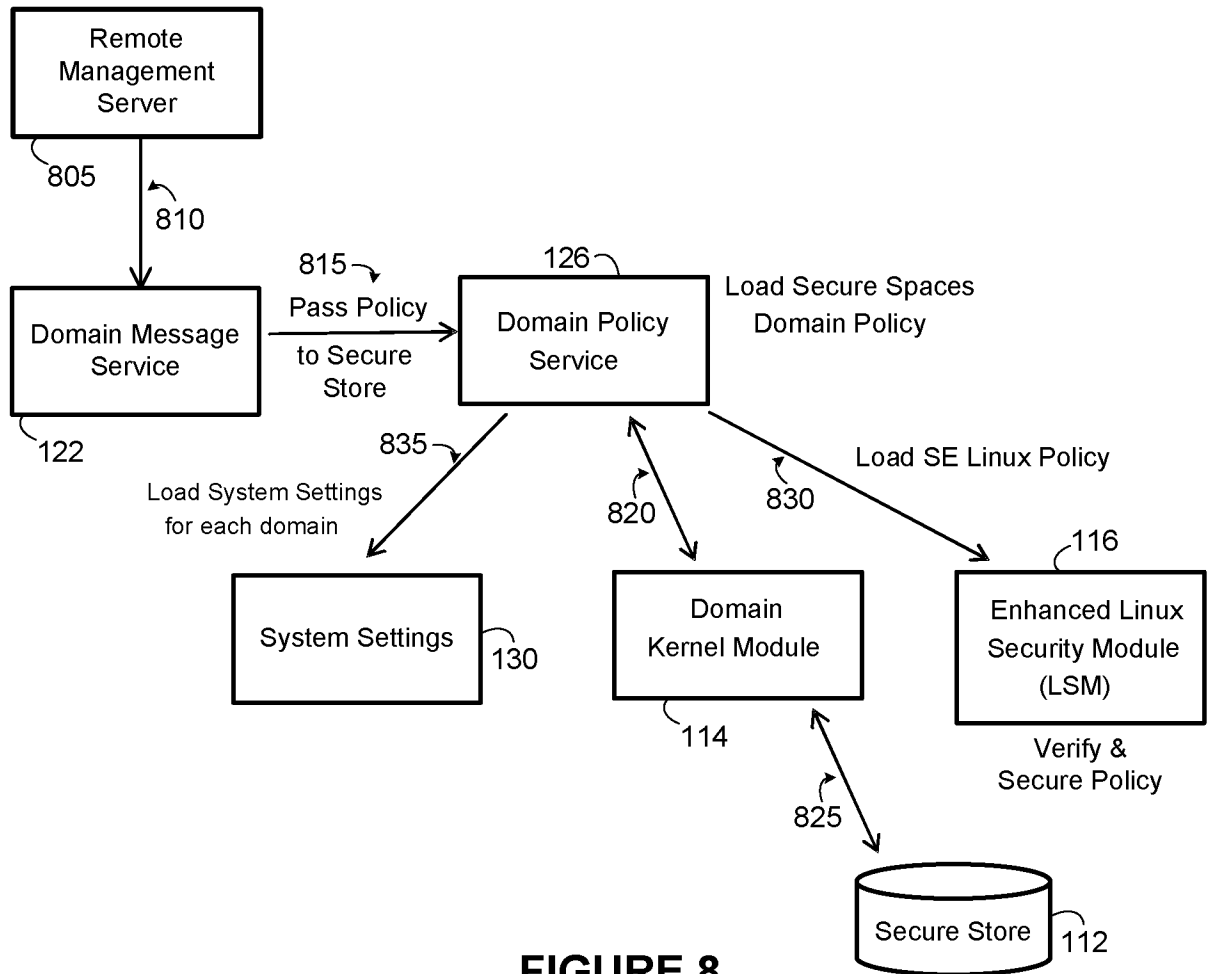 Remote
Management
Server
805
810
Domain Message
Service
122
815
Pass Policy
to Secure
Store
126
Domain Policy
Service
Load Secure Spaces
Domain Policy
835
Load System Settings
for each domain
820
830
Load SE Linux Policy
System Settings
130
Domain
Kernel Module
114
116
Enhanced Linux
Security Module
(LSM)
Verify &
Secure Policy
825
Secure Store
112
FIGURE 8